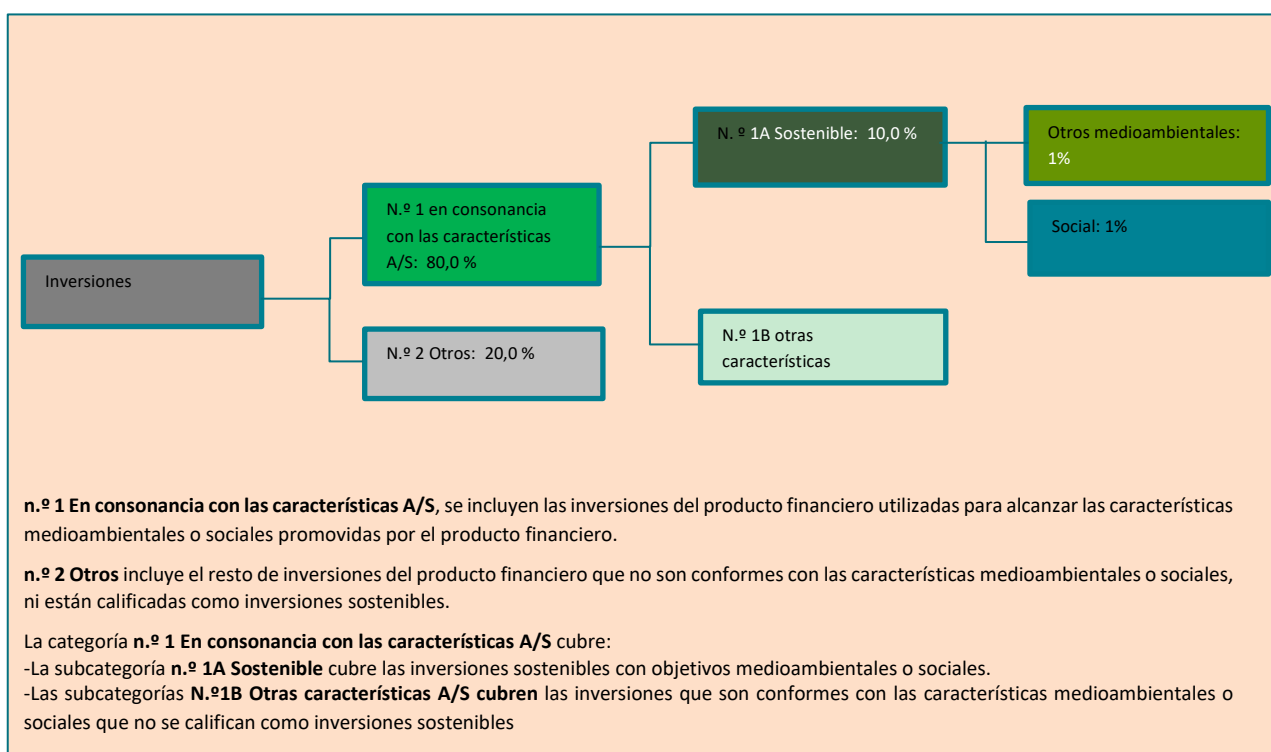 N. º 1A Sostenible: 10,0 %
Otros medioambientales:
1%
N.º 1 en consonancia
con las características
A/S: 80,0 %
Social: 1%
Inversiones
N.º 2 Otros: 20,0 %
N.º 1B otras
características
n.º 1 En consonancia con las características A/S, se incluyen las inversiones del producto financiero utilizadas para alcanzar las características
medioambientales o sociales promovidas por el producto financiero.
n.º 2 Otros incluye el resto de inversiones del producto financiero que no son conformes con las características medioambientales o sociales,
ni están calificadas como inversiones sostenibles.
La categoría n.º 1 En consonancia con las características A/S cubre:
-La subcategoría n.º 1A Sostenible cubre las inversiones sostenibles con objetivos medioambientales o sociales.
-Las subcategorías N.º1B Otras características A/S cubren las inversiones que son conformes con las características medioambientales o
sociales que no se califican como inversiones sostenibles